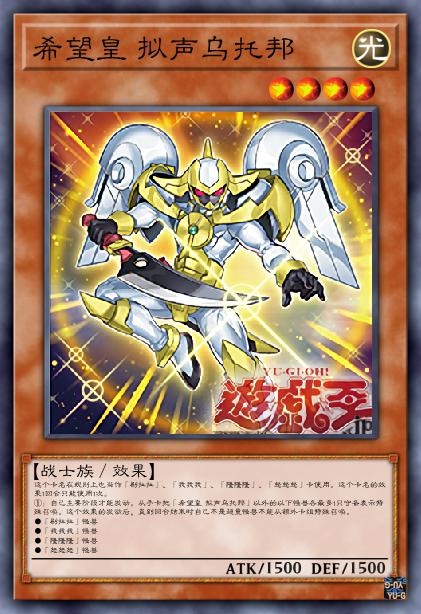 希望皇 拟声乌托邦
光
YU-GI-OH!
遊戯王
.jp
【战士族／效果】
这个卡名在规则上也当作「刷拉拉」、「我我我」、「隆隆隆」、「怒怒怒」卡使用。这个卡名的效
果1回合只能使用1次。
①：自己主要阶段才能发动。从手卡把「希望皇 拟声乌托邦」以外的以下怪兽各最多1只守备表示特
殊召唤。这个效果的发动后，直到回合结束时自己不是超量怪兽不能从额外卡组特殊召唤。
●「刷拉拉」怪兽
●「我我我」怪兽
●「隆隆隆」怪兽
●「怒怒怒」怪兽
ATK/1500 DEF/1500